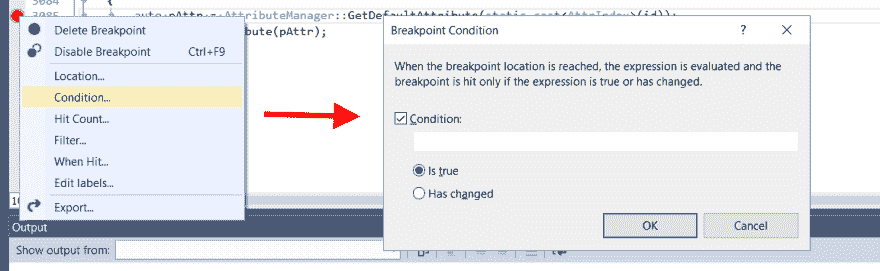 3084 {
3085 auto pAttr = AttributeManager::GetDefaultAttribute(static_cast<AttrIndex>(id));
bute(pAttr);
Delete Breakpoint
Disable Breakpoint Ctrl+F9
Location...
Condition...
Hit Count...
Filter...
When Hit...
Edit labels...
Export...
Breakpoint Condition
? ×
When the breakpoint location is reached, the expression is evaluated and the
breakpoint is hit only if the expression is true or has changed.
Condition:
Is true
Has changed
OK Cancel
10
Output
Show output from: